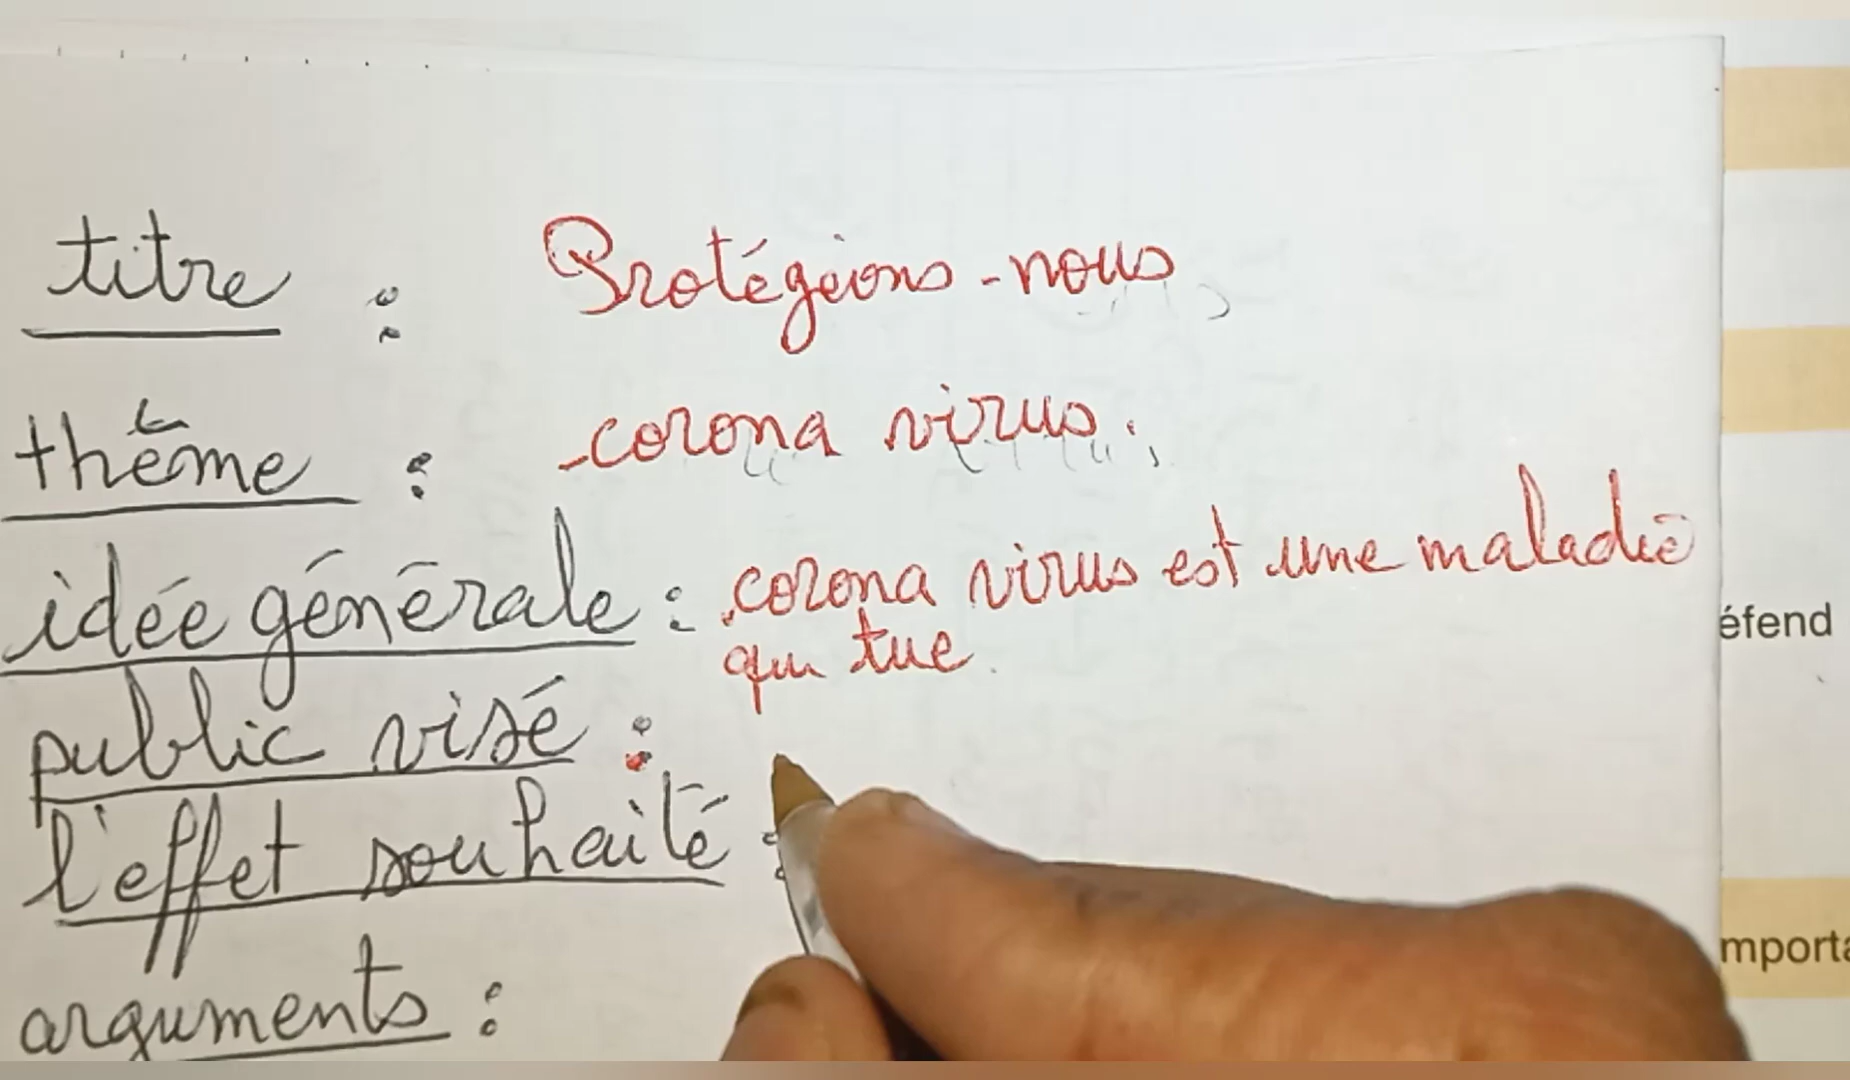 titre : Protégeons-nous
thème : -corona virus.
idée générale : corona virus est une maladie
qui tue.
public visé :
l'effet souhaité :
arguments :
éfend
mporta